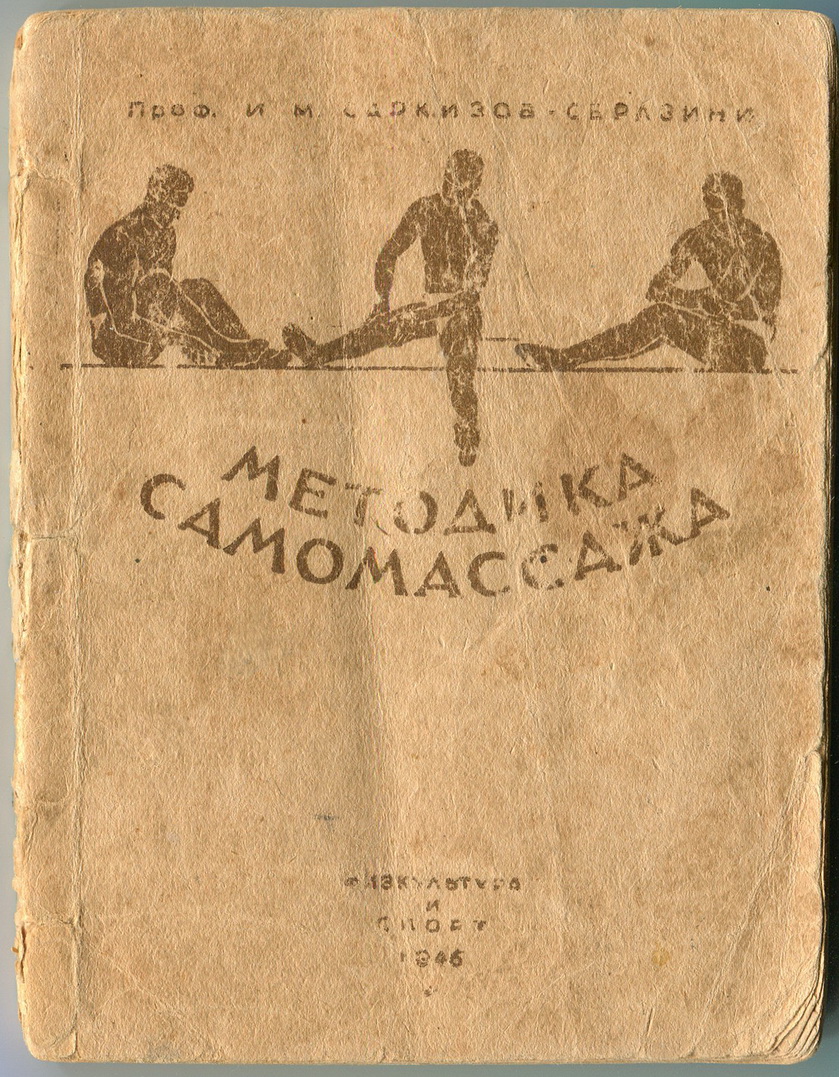 Проф. И. М. САРКИЗОВ-СЕРАЗИНИ
МЕТОДИКА
САМОМАССАЖА
ФИЗКУЛЬТУРА
И
СПОРТ
1946